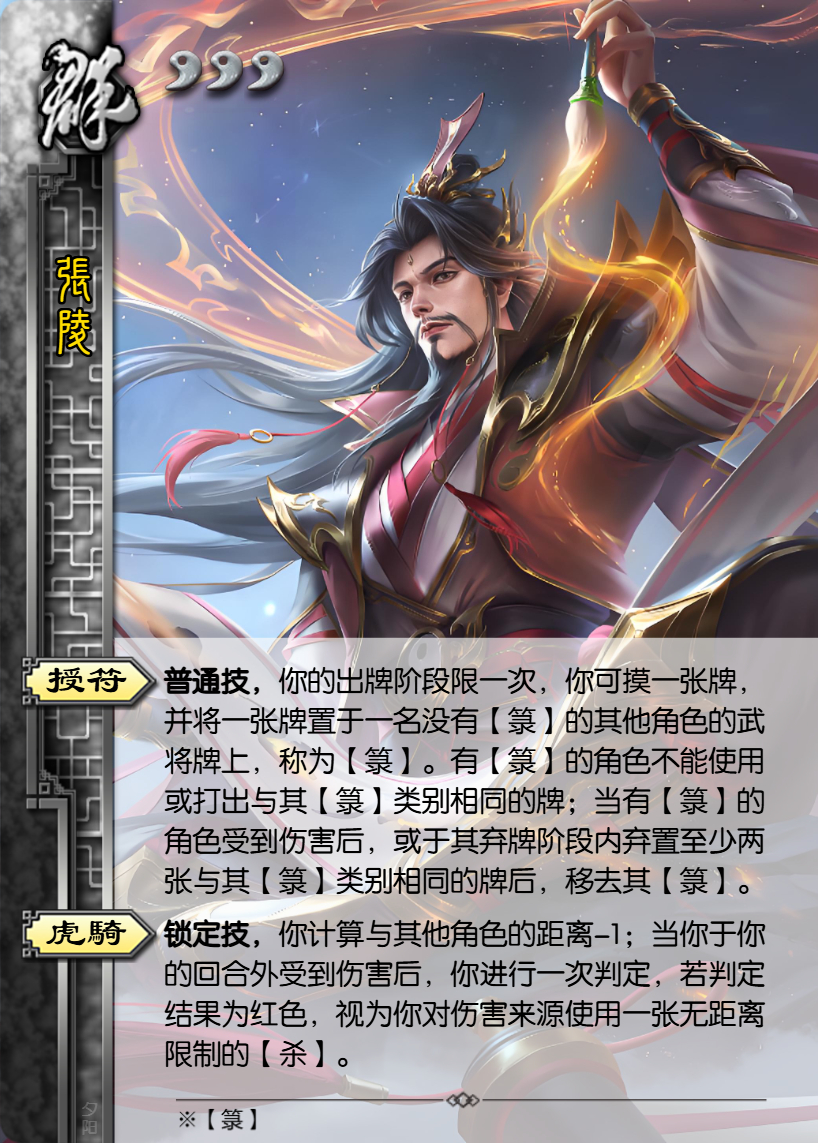 群
張陵
授符
普通技，你的出牌阶段限一次，你可摸一张牌，
并将一张牌置于一名没有【箓】的其他角色的武
将牌上，称为【箓】。有【箓】的角色不能使用
或打出与其【箓】类别相同的牌；当有【箓】的
角色受到伤害后，或于其弃牌阶段内弃置至少两
张与其【箓】类别相同的牌后，移去其【箓】。
虎騎
锁定技，你计算与其他角色的距离-1；当你于你
的回合外受到伤害后，你进行一次判定，若判定
结果为红色，视为你对伤害来源使用一张无距离
限制的【杀】。
※【箓】
夕阳